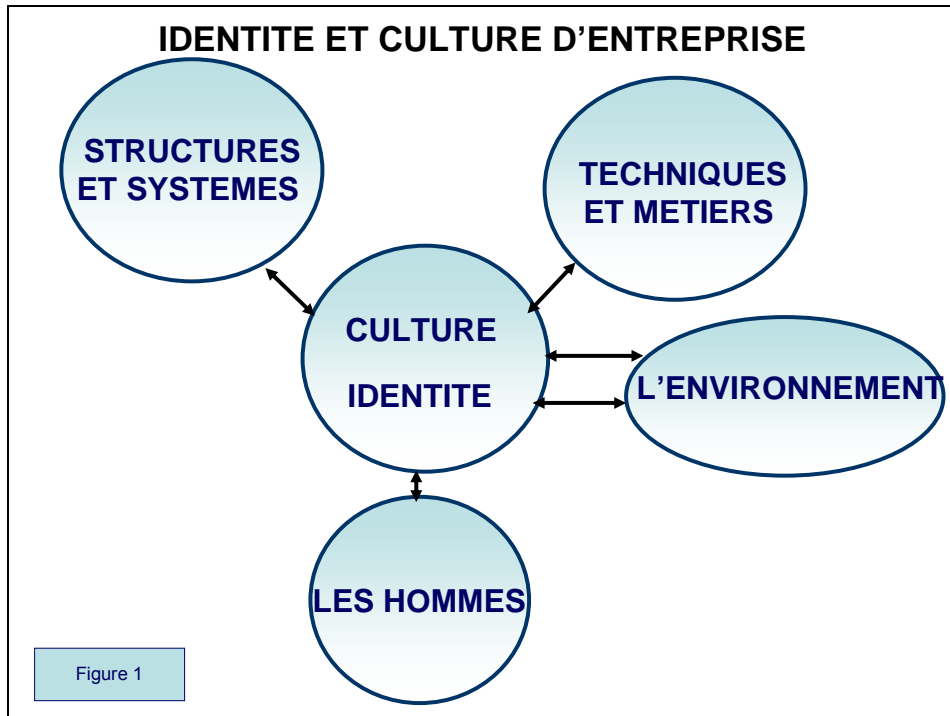 IDENTITE ET CULTURE D’ENTREPRISE
STRUCTURES
ET SYSTEMES
TECHNIQUES
ET METIERS
CULTURE
IDENTITE
L’ENVIRONNEMENT
LES HOMMES
Figure 1